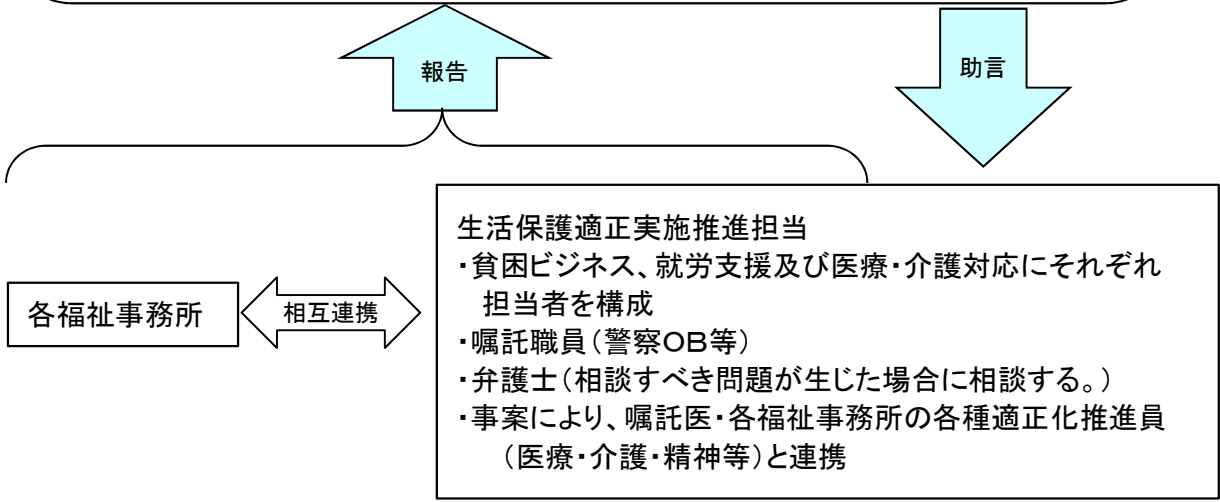 報告
助言
各福祉事務所
相互連携
生活保護適正実施推進担当
・貧困ビジネス、就労支援及び医療・介護対応にそれぞれ
担当者を構成
・嘱託職員（警察ＯＢ等）
・弁護士（相談すべき問題が生じた場合に相談する。）
・事案により、嘱託医・各福祉事務所の各種適正化推進員
（医療・介護・精神等）と連携